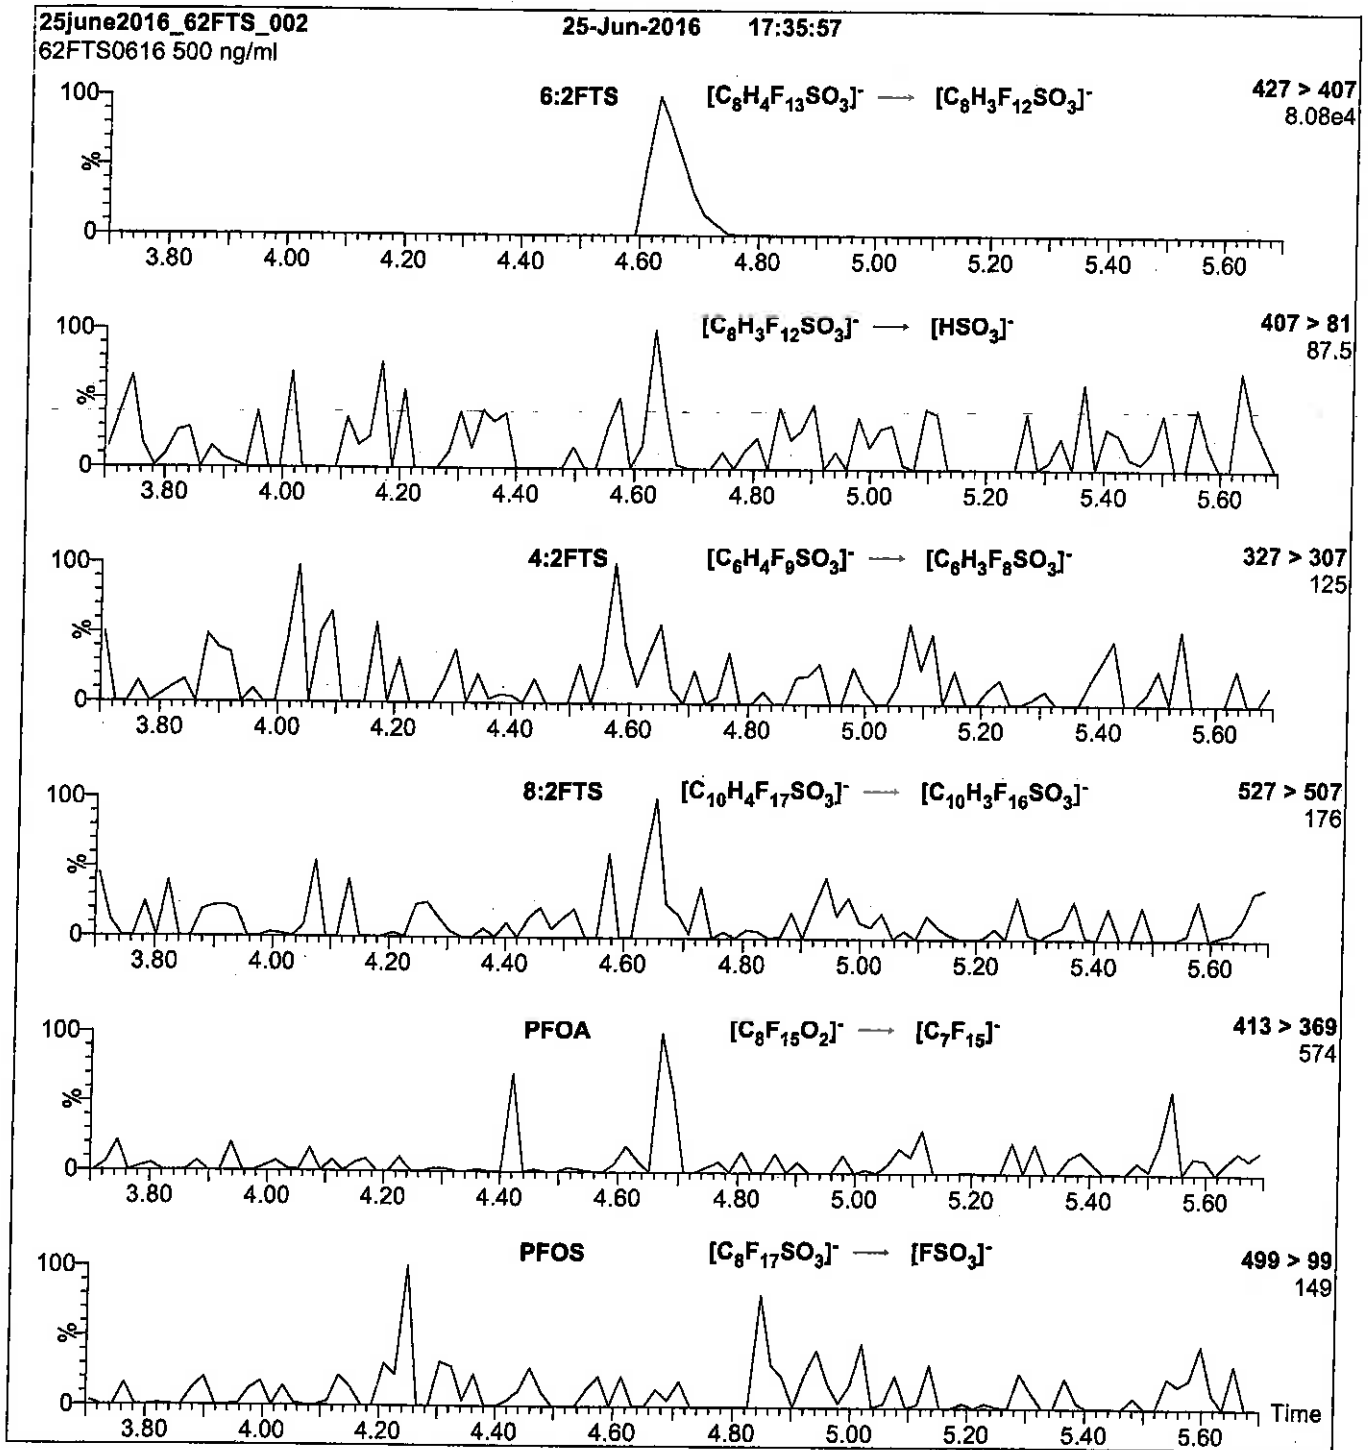 25june2016_62FTS_002 25-Jun-2016 17:35:57
62FTS0616 500 ng/ml
6:2FTS [C₈H₄F₁₃SO₃]⁻ → [C₈H₃F₁₂SO₃]⁻ 427 > 407
8.08e4
100
%
0
3.80 4.00 4.20 4.40 4.60 4.80 5.00 5.20 5.40 5.60
[C₈H₃F₁₂SO₃]⁻ → [HSO₃]⁻ 407 > 81
87.5
100
%
0
3.80 4.00 4.20 4.40 4.60 4.80 5.00 5.20 5.40 5.60
4:2FTS [C₆H₄F₉SO₃]⁻ → [C₆H₃F₈SO₃]⁻ 327 > 307
125
100
%
0
3.80 4.00 4.20 4.40 4.60 4.80 5.00 5.20 5.40 5.60
8:2FTS [C₁₀H₄F₁₇SO₃]⁻ → [C₁₀H₃F₁₆SO₃]⁻ 527 > 507
176
100
%
0
3.80 4.00 4.20 4.40 4.60 4.80 5.00 5.20 5.40 5.60
PFOA [C₈F₁₅O₂]⁻ → [C₇F₁₅]⁻ 413 > 369
574
100
%
0
3.80 4.00 4.20 4.40 4.60 4.80 5.00 5.20 5.40 5.60
PFOS [C₈F₁₇SO₃]⁻ → [FSO₃]⁻ 499 > 99
149
100
%
0
Time
3.80 4.00 4.20 4.40 4.60 4.80 5.00 5.20 5.40 5.60